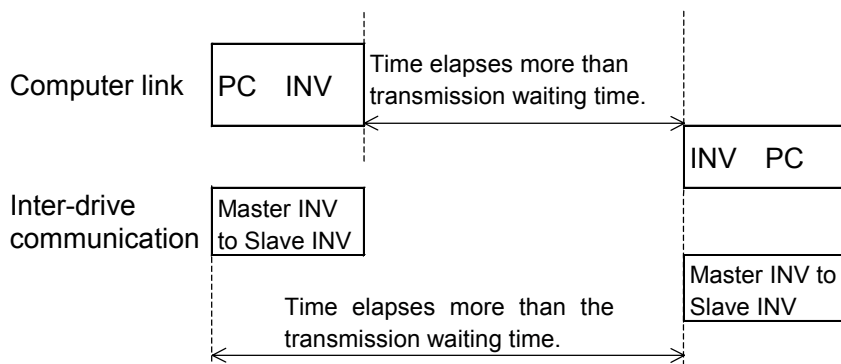 Computer link
PC INV
Time elapses more than
transmission waiting time.
INV PC
Inter-drive
communication
Master INV
to Slave INV
Master INV to
Slave INV
Time elapses more than the
transmission waiting time.